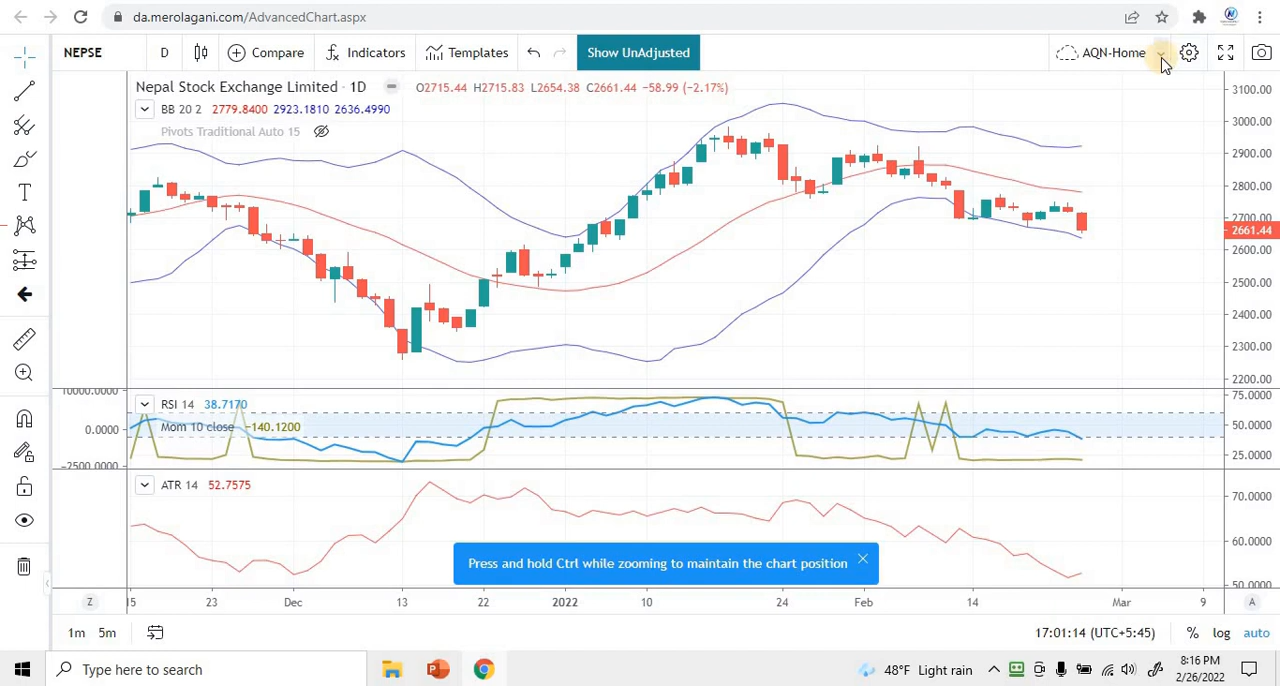 da.merolagani.com/AdvancedChart.aspx
NEPSE D Compare Indicators Templates Show UnAdjusted AQN-Home
Nepal Stock Exchange Limited · 1D O2715.44 H2715.83 L2654.38 C2661.44 −58.99 (−2.17%)
BB 20 2 2779.8400 2923.1810 2636.4990
Pivots Traditional Auto 15
3100.00
3000.00
2900.00
2800.00
2700.00
2661.44
2600.00
2500.00
2400.00
2300.00
2200.00
10000.0000
0.0000
−2500.0000
RSI 14 38.7170
Mom 10 close −140.1200
75.0000
50.0000
25.0000
ATR 14 52.7575
70.0000
60.0000
50.0000
Press and hold Ctrl while zooming to maintain the chart position
Z 15 23 Dec 13 22 2022 10 24 Feb 14 Mar 9 A
1m 5m 17:01:14 (UTC+5:45) % log auto
Type here to search 48°F Light rain 8:16 PM
2/26/2022